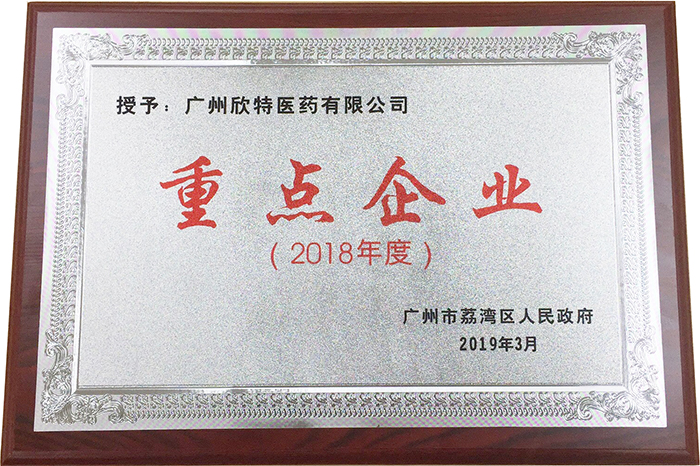 授予：广州欣特医药有限公司
重点企业
（2018年度）
广州市荔湾区人民政府
2019年3月